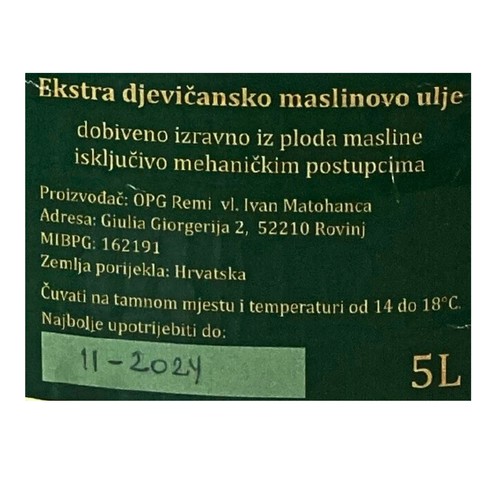 Ekstra djevičansko maslinovo ulje
dobiveno izravno iz ploda masline
isključivo mehaničkim postupcima
Proizvođač: OPG Remi vl. Ivan Matohanca
Adresa: Giulia Giorgerija 2, 52210 Rovinj
MIBPG: 162191
Zemlja porijekla: Hrvatska
Čuvati na tamnom mjestu i temperaturi od 14 do 18°C.
Najbolje upotrijebiti do:
11-2024
5L